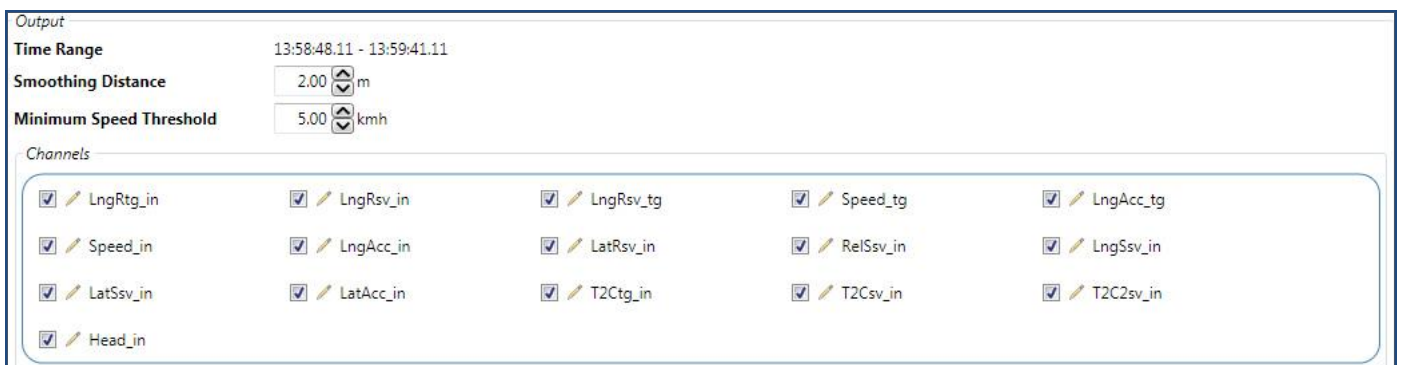 Output
Time Range 13:58:48.11 - 13:59:41.11
Smoothing Distance 2.00 m
Minimum Speed Threshold 5.00 kmh
Channels
LngRtg_in LngRsv_in LngRsv_tg Speed_tg LngAcc_tg
Speed_in LngAcc_in LatRsv_in RelSsv_in LngSsv_in
LatSsv_in LatAcc_in T2Ctg_in T2Csv_in T2C2sv_in
Head_in